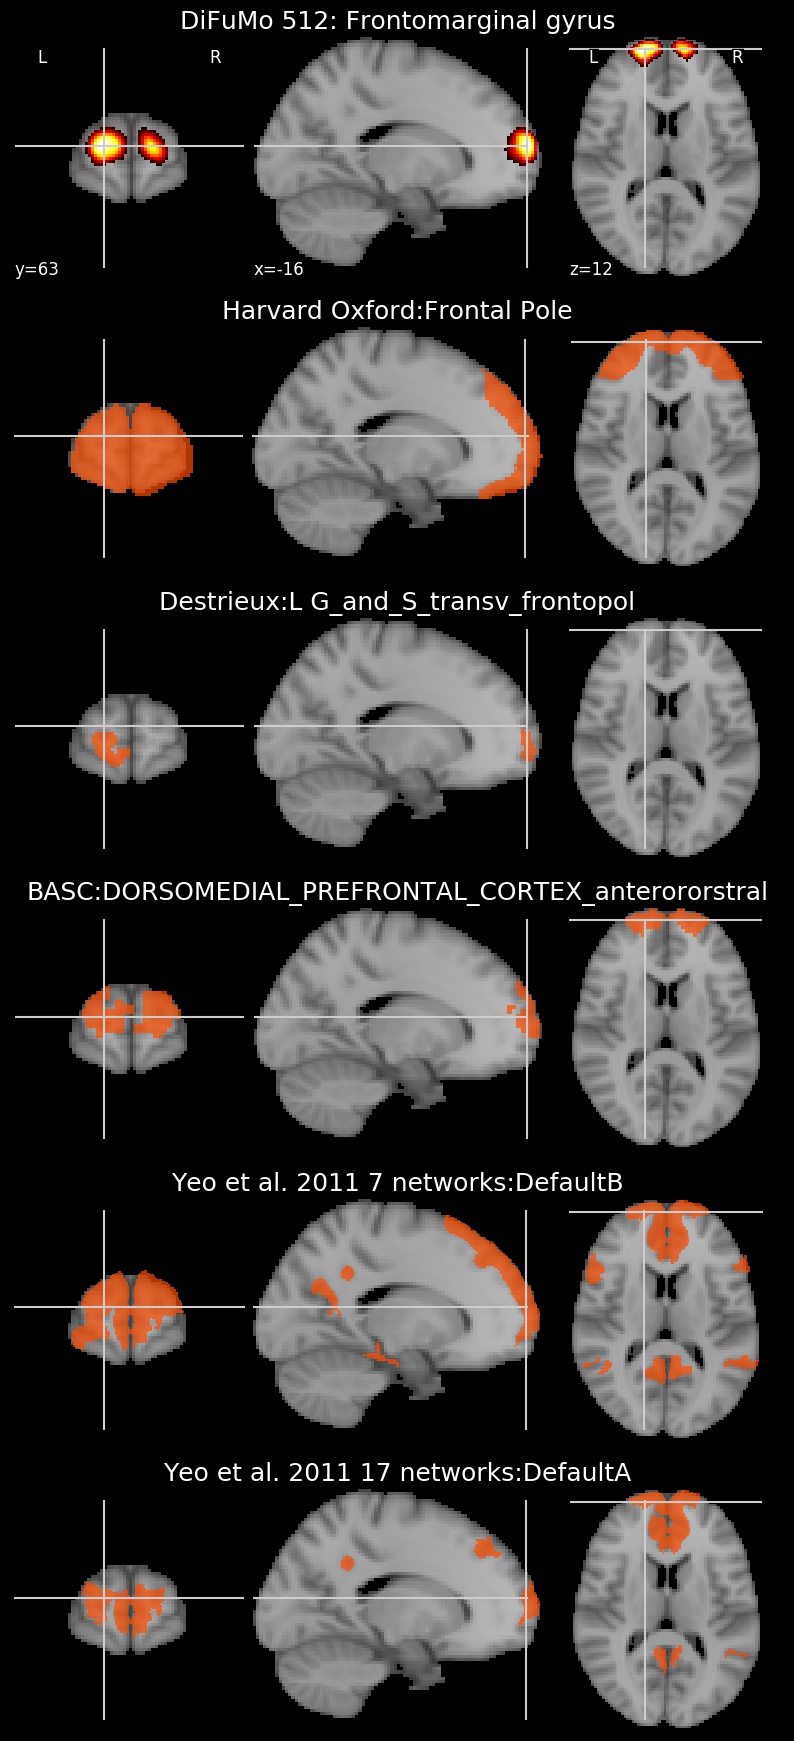 DiFuMo 512: Frontomarginal gyrus
L R L R
y=63 x=-16 z=12
Harvard Oxford:Frontal Pole
Destrieux:L G_and_S_transv_frontopol
BASC:DORSOMEDIAL_PREFRONTAL_CORTEX_anterororstral
Yeo et al. 2011 7 networks:DefaultB
Yeo et al. 2011 17 networks:DefaultA